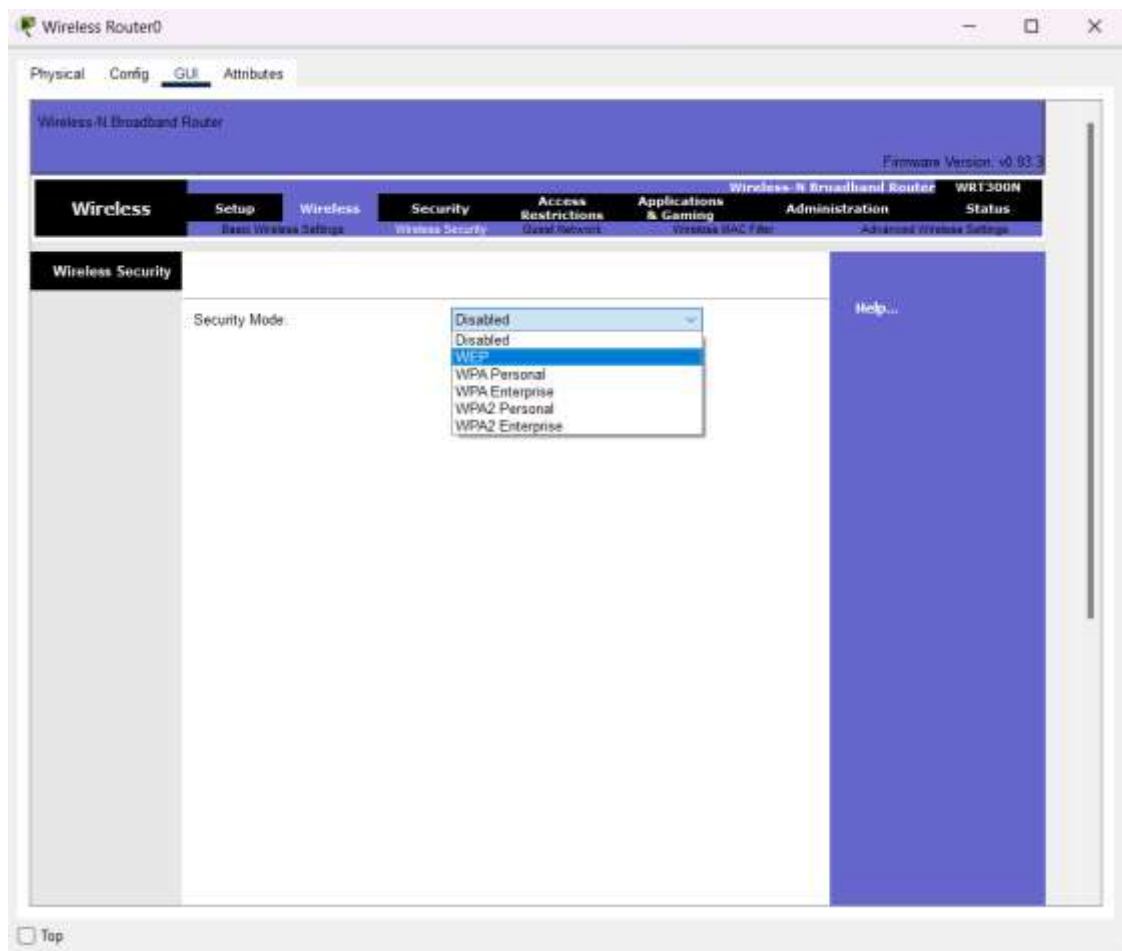 Wireless Router0
Physical Config GUI Attributes
Wireless-N Broadband Router
Firmware Version: v0.93.3
Wireless-N Broadband Router WRT300N
Wireless Setup Wireless Security Access Restrictions Applications & Gaming Administration Status
Basic Wireless Settings Wireless Security Guest Network Wireless MAC Filter Advanced Wireless Settings
Wireless Security
Help...
Security Mode: Disabled
Disabled
WEP
WPA Personal
WPA Enterprise
WPA2 Personal
WPA2 Enterprise
Top